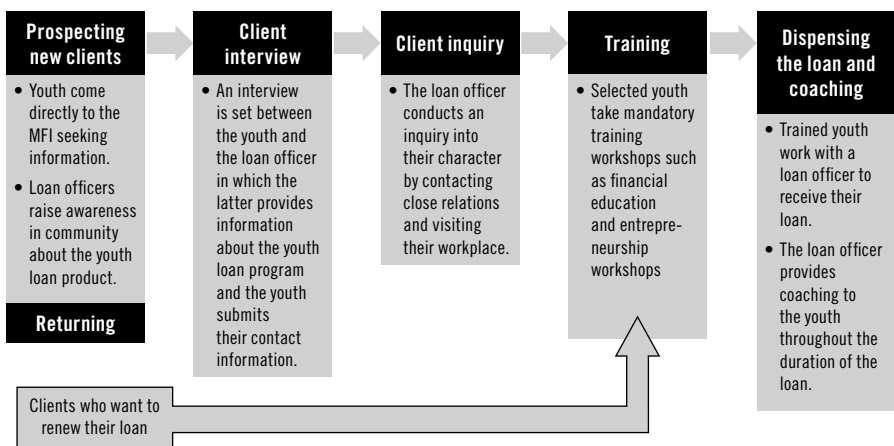 Prospecting
new clients
• Youth come
directly to the
MFI seeking
information.
• Loan officers
raise awareness
in community
about the youth
loan product.
Returning
Client
interview
• An interview
is set between
the youth and
the loan officer
in which the
latter provides
information
about the youth
loan program
and the youth
submits
their contact
information.
Client inquiry
• The loan officer
conducts an
inquiry into
their character
by contacting
close relations
and visiting
their workplace.
Training
• Selected youth
take mandatory
training
workshops such
as financial
education
and entrepre-
neurship
workshops
Dispensing
the loan and
coaching
• Trained youth
work with a
loan officer to
receive their
loan.
• The loan officer
provides
coaching to
the youth
throughout the
duration of the
loan.
Clients who want to
renew their loan